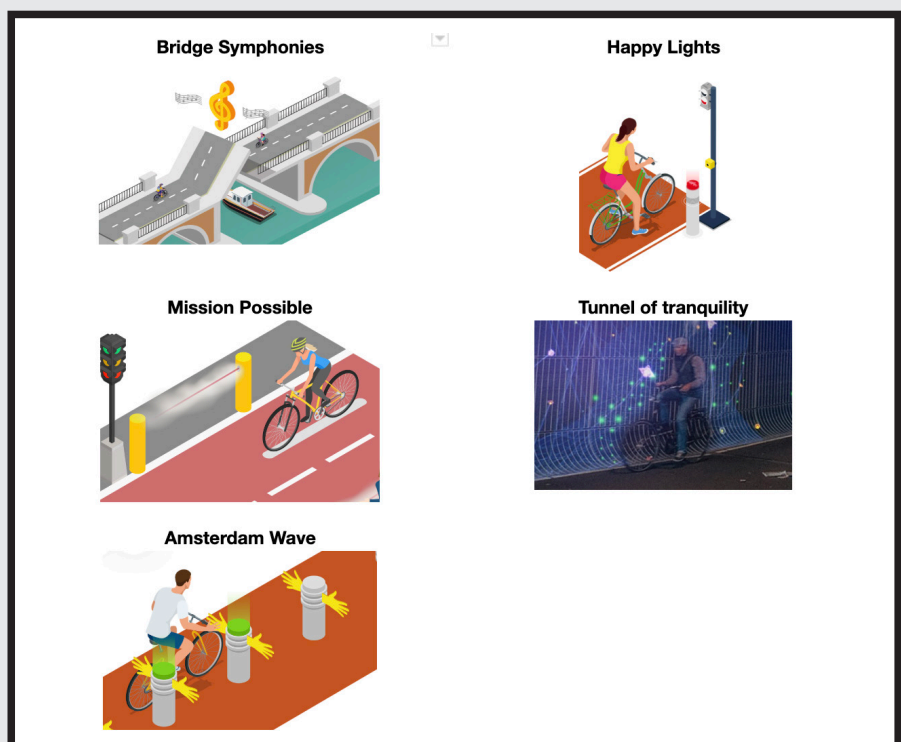 Bridge Symphonies
Happy Lights
Mission Possible
Tunnel of tranquility
Amsterdam Wave